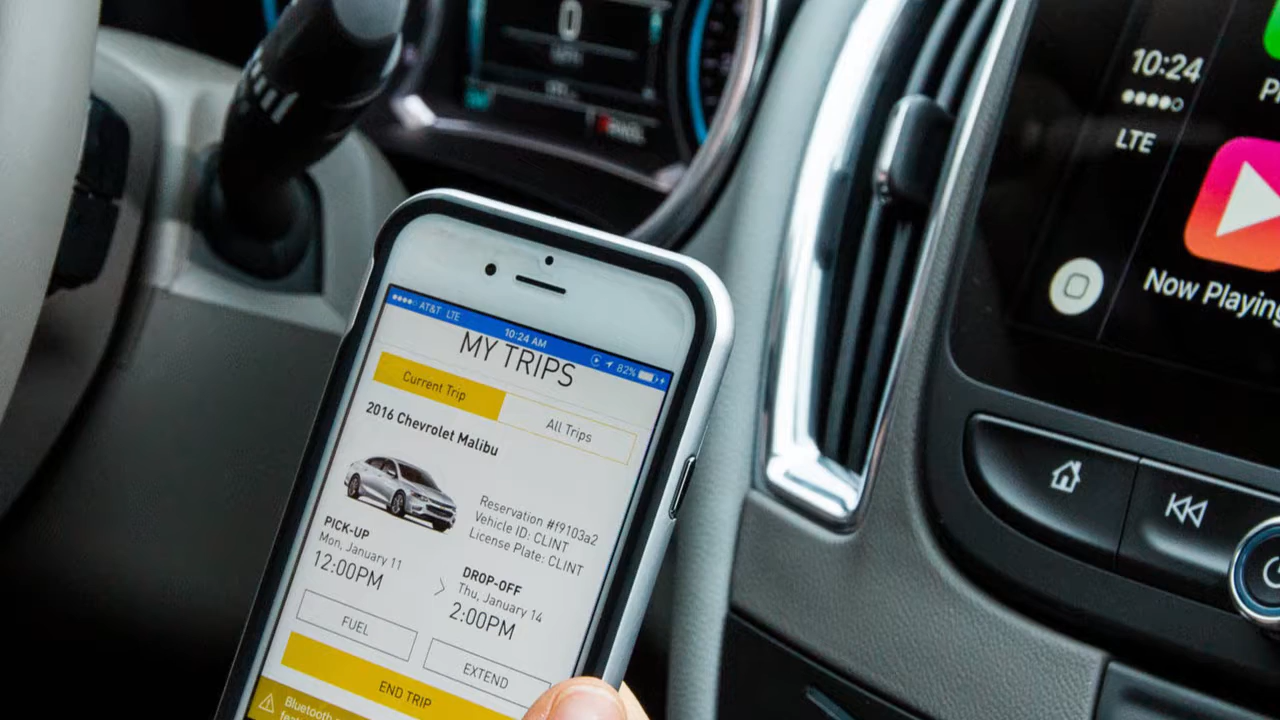 0
10:24
LTE
Now Playing
AT&T LTE
10:24 AM
82%
MY TRIPS
Current Trip
All Trips
2016 Chevrolet Malibu
Reservation #f9103a2
Vehicle ID: CLINT
License Plate: CLINT
PICK-UP
Mon, January 11
12:00PM
DROP-OFF
Thu, January 14
2:00PM
FUEL
EXTEND
END TRIP
Bluetooth